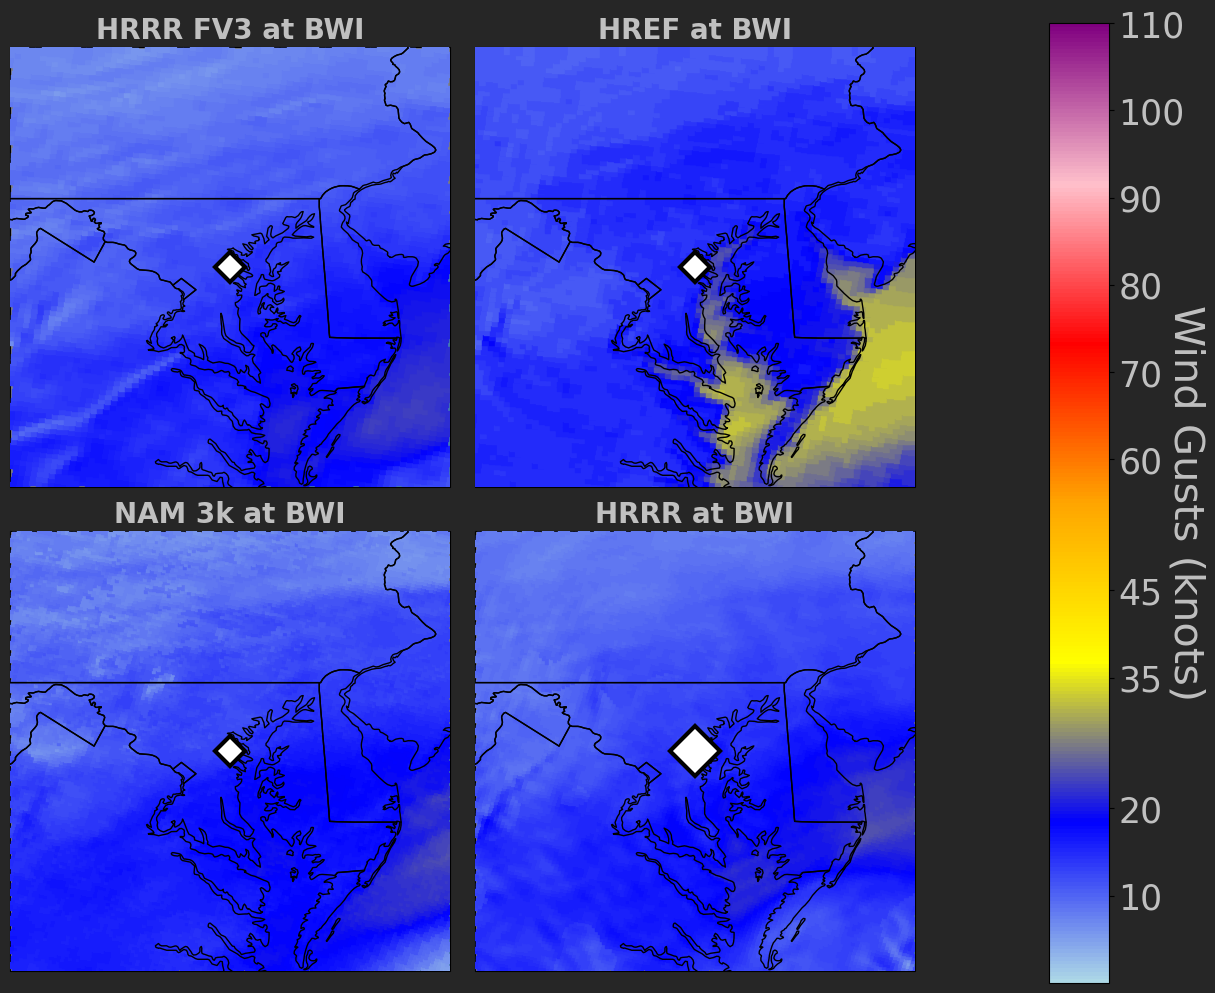 HRRR FV3 at BWI
HREF at BWI
NAM 3k at BWI
HRRR at BWI
110
100
90
80
70
60
45
35
20
10
Wind Gusts (knots)